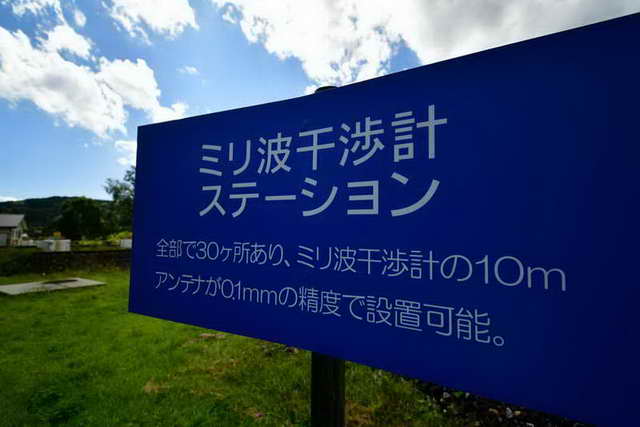 ミリ波干渉計
ステーション
全部で30ヶ所あり、ミリ波干渉計の10m
アンテナが0.1mmの精度で設置可能。